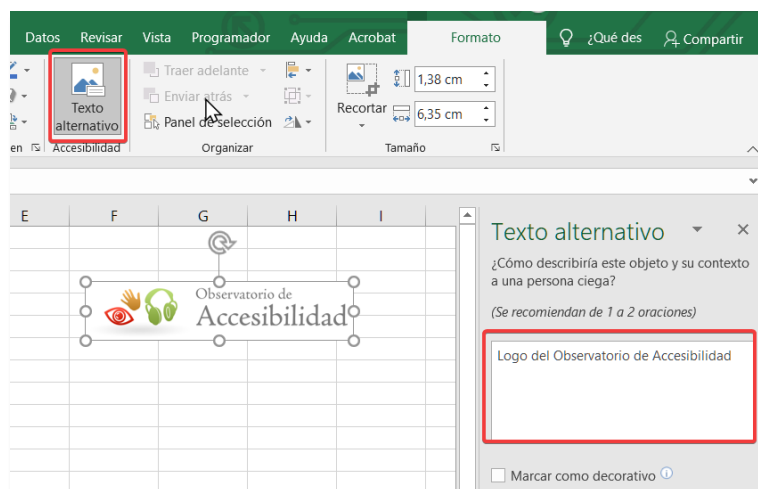 Datos Revisar Vista Programador Ayuda Acrobat Formato ¿Qué des Compartir
Texto alternativo
Traer adelante
Enviar atrás
Panel de selección
Recortar
1,38 cm
6,35 cm
en Accesibilidad Organizar Tamaño
E F G H I
Observatorio de
Accesibilidad
Texto alternativo
¿Cómo describiría este objeto y su contexto
a una persona ciega?
(Se recomiendan de 1 a 2 oraciones)
Logo del Observatorio de Accesibilidad
Marcar como decorativo